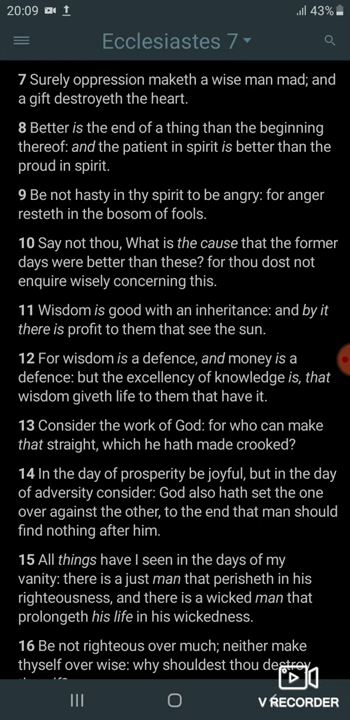 20:09 43%
Ecclesiastes 7
7 Surely oppression maketh a wise man mad; and
a gift destroyeth the heart.
8 Better is the end of a thing than the beginning
thereof: and the patient in spirit is better than the
proud in spirit.
9 Be not hasty in thy spirit to be angry: for anger
resteth in the bosom of fools.
10 Say not thou, What is the cause that the former
days were better than these? for thou dost not
enquire wisely concerning this.
11 Wisdom is good with an inheritance: and by it
there is profit to them that see the sun.
12 For wisdom is a defence, and money is a
defence: but the excellency of knowledge is, that
wisdom giveth life to them that have it.
13 Consider the work of God: for who can make
that straight, which he hath made crooked?
14 In the day of prosperity be joyful, but in the day
of adversity consider: God also hath set the one
over against the other, to the end that man should
find nothing after him.
15 All things have I seen in the days of my
vanity: there is a just man that perisheth in his
righteousness, and there is a wicked man that
prolongeth his life in his wickedness.
16 Be not righteous over much; neither make
thyself over wise: why shouldest thou destroy
V RECORDER